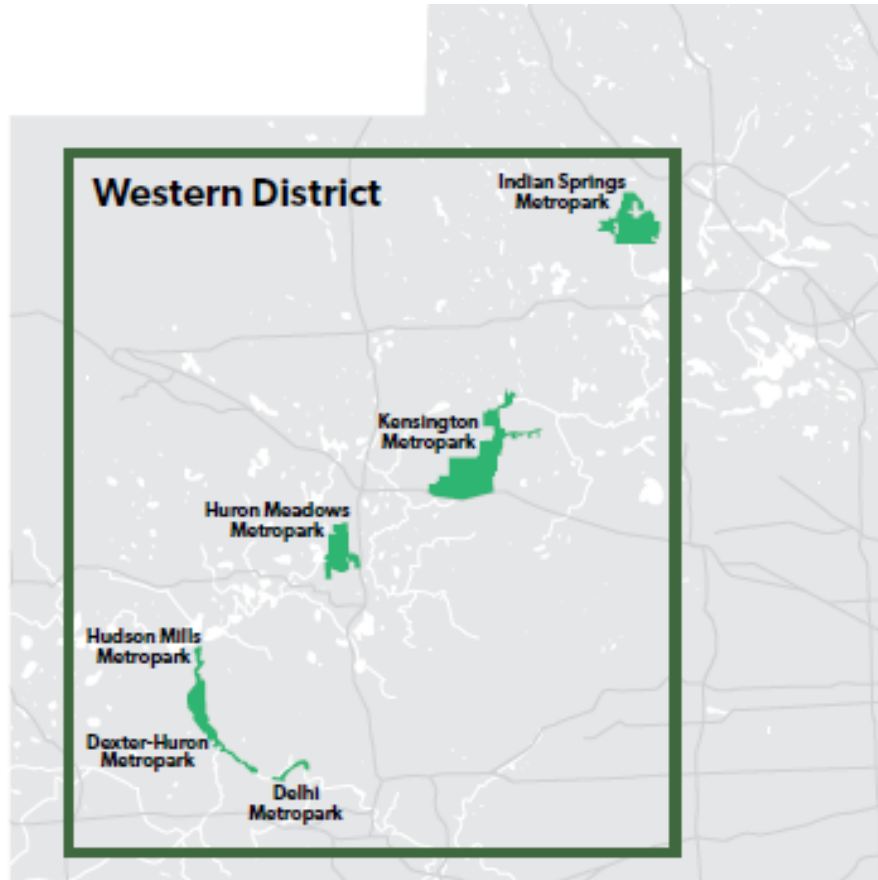 Western District
Indian Springs
Metropark
Kensington
Metropark
Huron Meadows
Metropark
Hudson Mills
Metropark
Dexter-Huron
Metropark
Delhi
Metropark